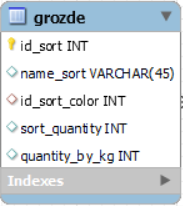 grozde
id_sort INT
name_sort VARCHAR(45)
id_sort_color INT
sort_quantity INT
quantity_by_kg INT
Indexes